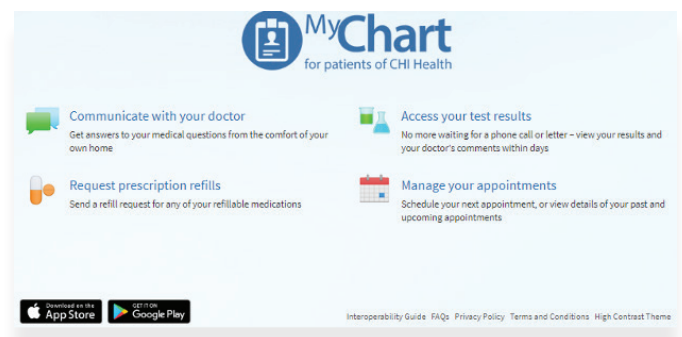 MyChart
for patients of CHI Health
Communicate with your doctor
Get answers to your medical questions from the comfort of your
own home
Access your test results
No more waiting for a phone call or letter – view your results and
your doctor's comments within days
Request prescription refills
Send a refill request for any of your refillable medications
Manage your appointments
Schedule your next appointment, or view details of your past and
upcoming appointments
Download on the
App Store
GET IT ON
Google Play
Interoperability Guide FAQs Privacy Policy Terms and Conditions High Contrast Theme